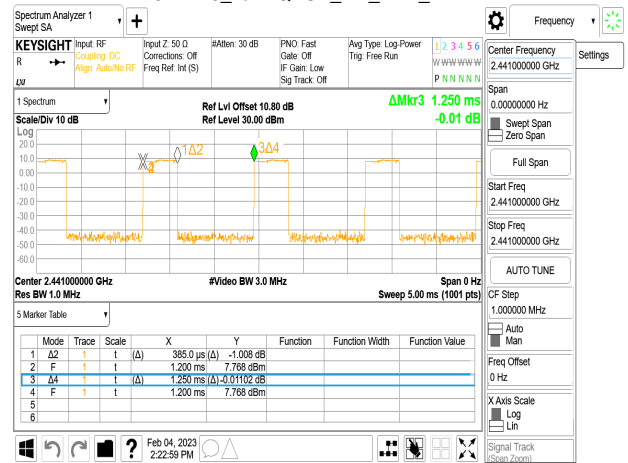 Spectrum Analyzer 1
Swept SA
Frequency
KEYSIGHT
R
Input: RF
Coupling: DC
Align: Auto/No RF
Input Z: 50 Ω
Corrections: Off
Freq Ref: Int (S)
#Atten: 30 dB
PNO: Fast
Gate: Off
IF Gain: Low
Sig Track: Off
Avg Type: Log-Power
Trig: Free Run
1 2 3 4 5 6
W W W W W W
P N N N N N
Center Frequency
2.441000000 GHz
Settings
1 Spectrum
Scale/Div 10 dB
Ref Lvl Offset 10.80 dB
Ref Level 30.00 dBm
ΔMkr3 1.250 ms
-0.01 dB
Span
0.00000000 Hz
Swept Span
Zero Span
Log
20.0
10.0
0.00
-10.0
-20.0
-30.0
-40.0
-50.0
-60.0
1Δ2
3Δ4
Full Span
Start Freq
2.441000000 GHz
Stop Freq
2.441000000 GHz
AUTO TUNE
Center 2.441000000 GHz
Res BW 1.0 MHz
#Video BW 3.0 MHz
Span 0 Hz
Sweep 5.00 ms (1001 pts)
CF Step
1.000000 MHz
Auto
Man
5 Marker Table
Mode Trace Scale X Y Function Function Width Function Value
1 Δ2 1 t (Δ) 385.0 µs (Δ) -1.008 dB
2 F 1 t 1.200 ms 7.768 dBm
3 Δ4 1 t (Δ) 1.250 ms (Δ) -0.01102 dB
4 F 1 t 1.200 ms 7.768 dBm
5
6
Freq Offset
0 Hz
X Axis Scale
Log
Lin
Signal Track
(Span Zoom)
?
Feb 04, 2023
2:22:59 PM